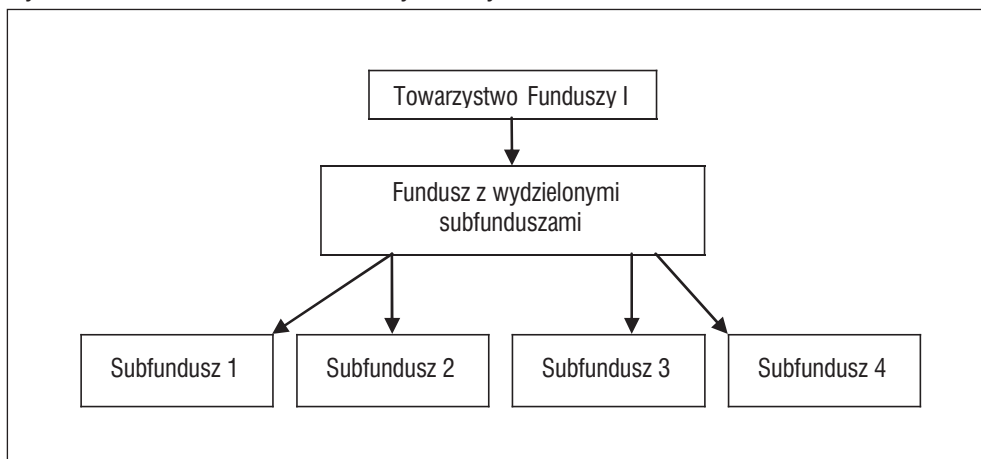 Towarzystwo Funduszy I
Fundusz z wydzielonymi
subfunduszami
Subfundusz 1
Subfundusz 2
Subfundusz 3
Subfundusz 4